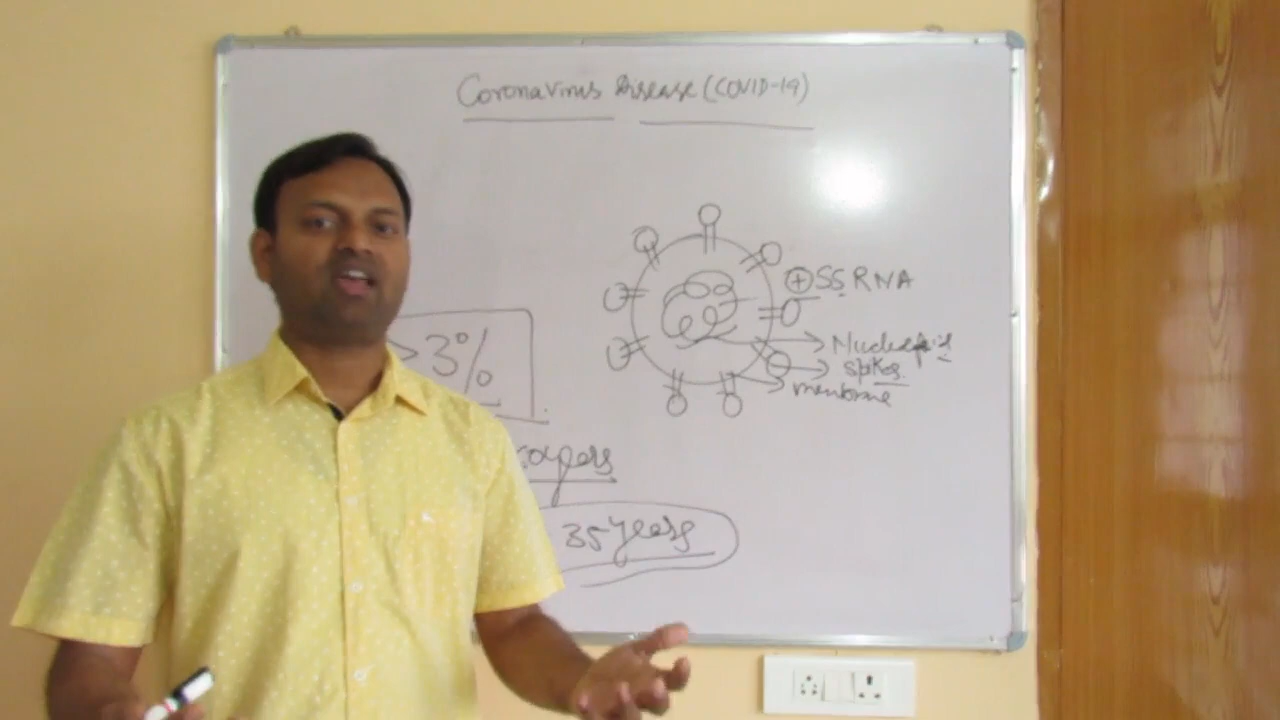 Coronavirus Disease (COVID-19)
+ SS RNA
>3%
spikes
membrane
35 years